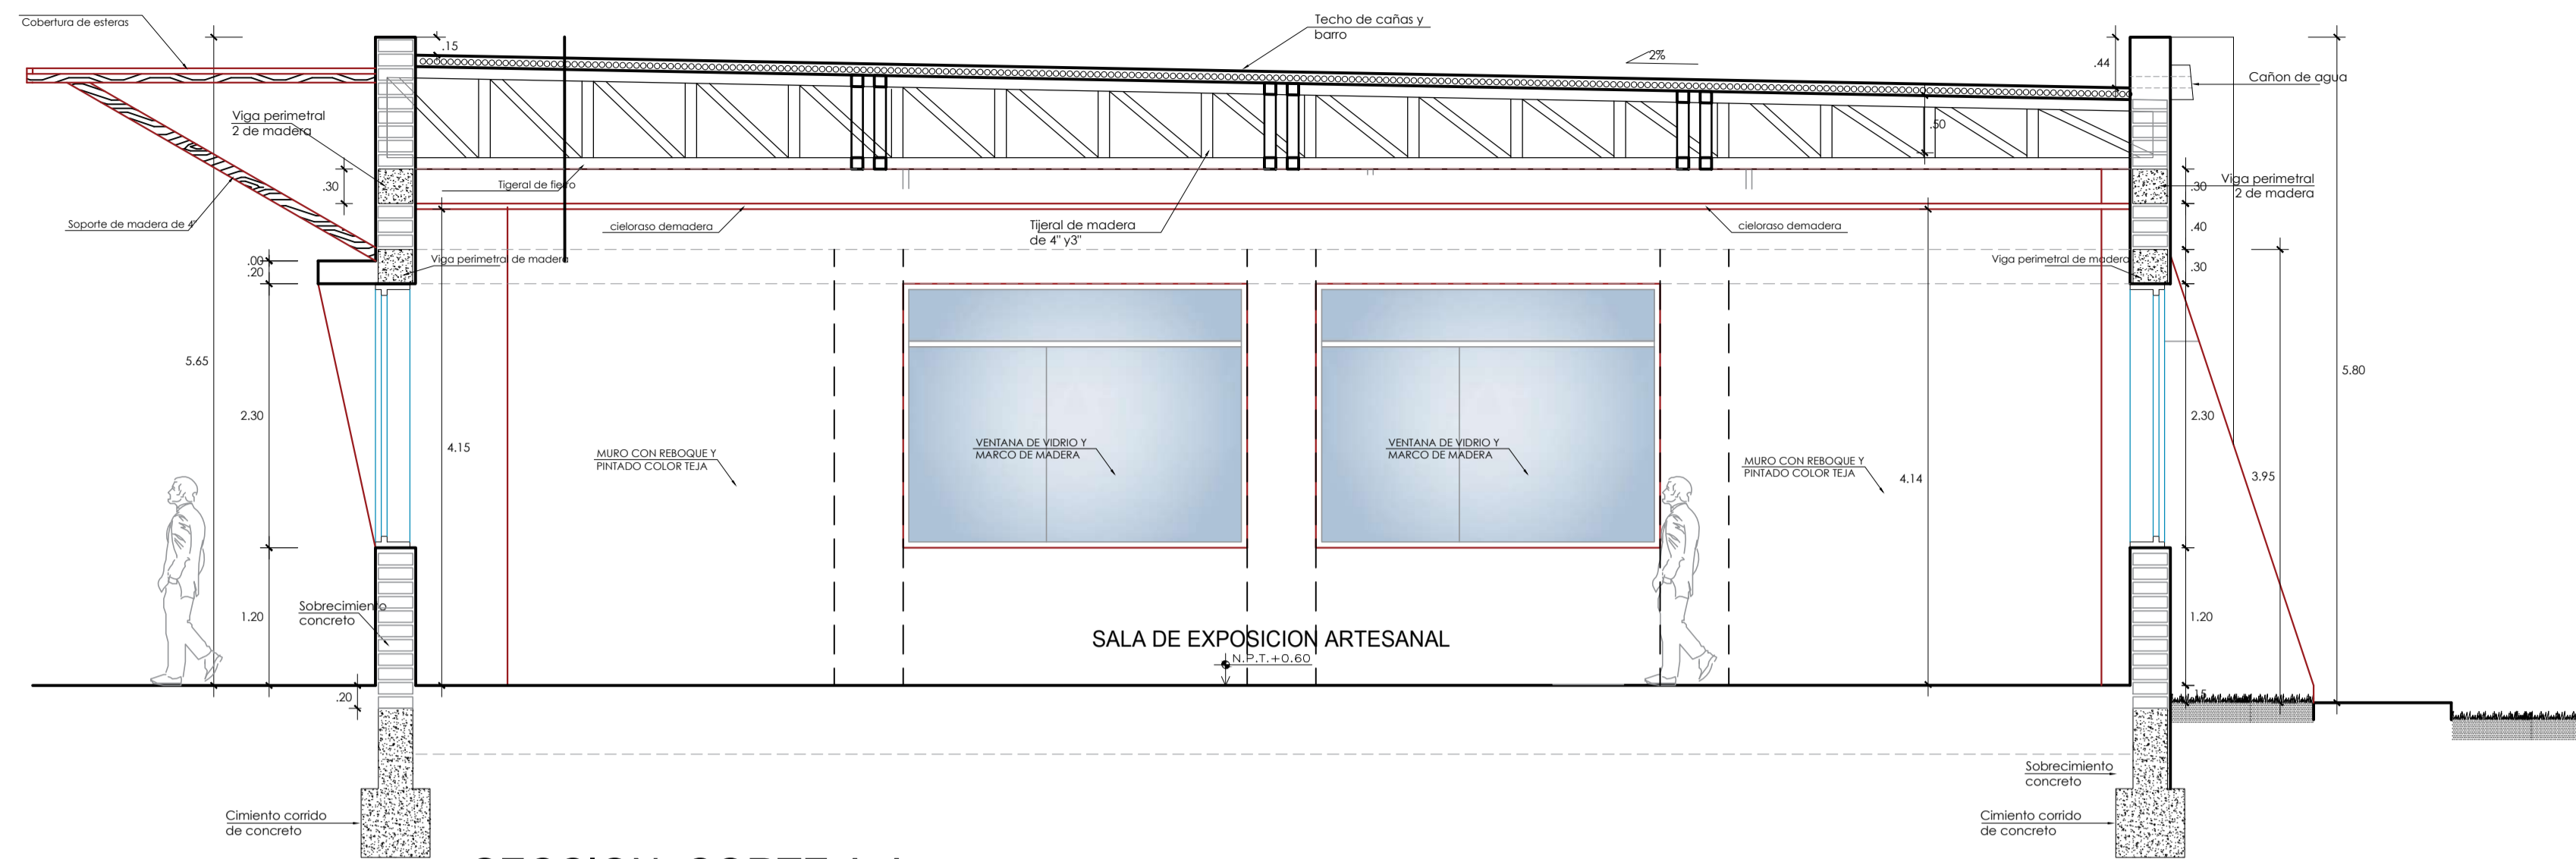 Cobertura de esteras
Techo de cañas y
barro
.15
2%
.44
Cañon de agua
Viga perimetral
2 de madera
.50
.30
Tigeral de fierro
.30
Viga perimetral
2 de madera
Soporte de madera de 4"
cieloraso demadera
Tijeral de madera
de 4" y3"
cieloraso demadera
.40
.00
.20
Viga perimetral de madera
Viga perimetral de madera
.30
5.65
5.80
2.30
2.30
4.15
MURO CON REBOQUE Y
PINTADO COLOR TEJA
VENTANA DE VIDRIO Y
MARCO DE MADERA
VENTANA DE VIDRIO Y
MARCO DE MADERA
MURO CON REBOQUE Y
PINTADO COLOR TEJA
4.14
3.95
Sobrecimiento
concreto
1.20
1.20
SALA DE EXPOSICION ARTESANAL
N.P.T.+0.60
.20
.15
Sobrecimiento
concreto
Cimiento corrido
de concreto
Cimiento corrido
de concreto